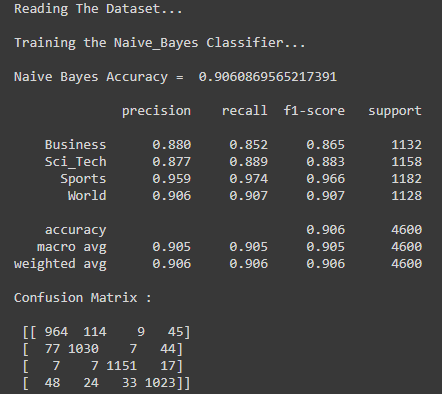 Reading The Dataset...
Training the Naive_Bayes Classifier...
Naive Bayes Accuracy =  0.9060869565217391
              precision    recall  f1-score   support
    Business      0.880     0.852     0.865      1132
    Sci_Tech      0.877     0.889     0.883      1158
      Sports      0.959     0.974     0.966      1182
       World      0.906     0.907     0.907      1128
    accuracy                          0.906      4600
   macro avg      0.905     0.905     0.905      4600
weighted avg      0.906     0.906     0.906      4600
Confusion Matrix :
 [[ 964  114    9   45]
 [  77 1030    7   44]
 [   7    7 1151   17]
 [  48   24   33 1023]]